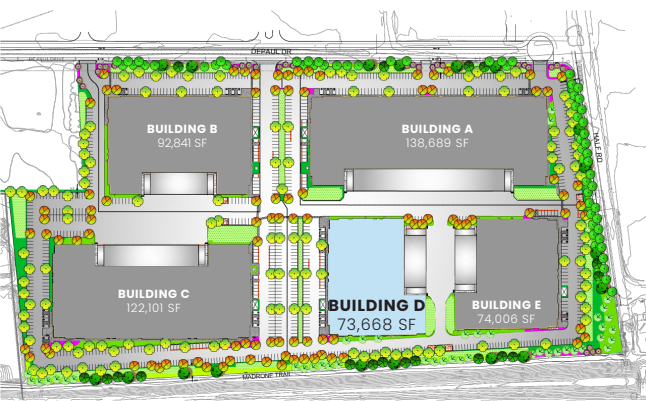 DEPAUL DR
BUILDING B
92,841 SF
BUILDING A
138,689 SF
HALE RD
BUILDING C
122,101 SF
BUILDING D
73,668 SF
BUILDING E
74,006 SF
MADRONE TRAIL